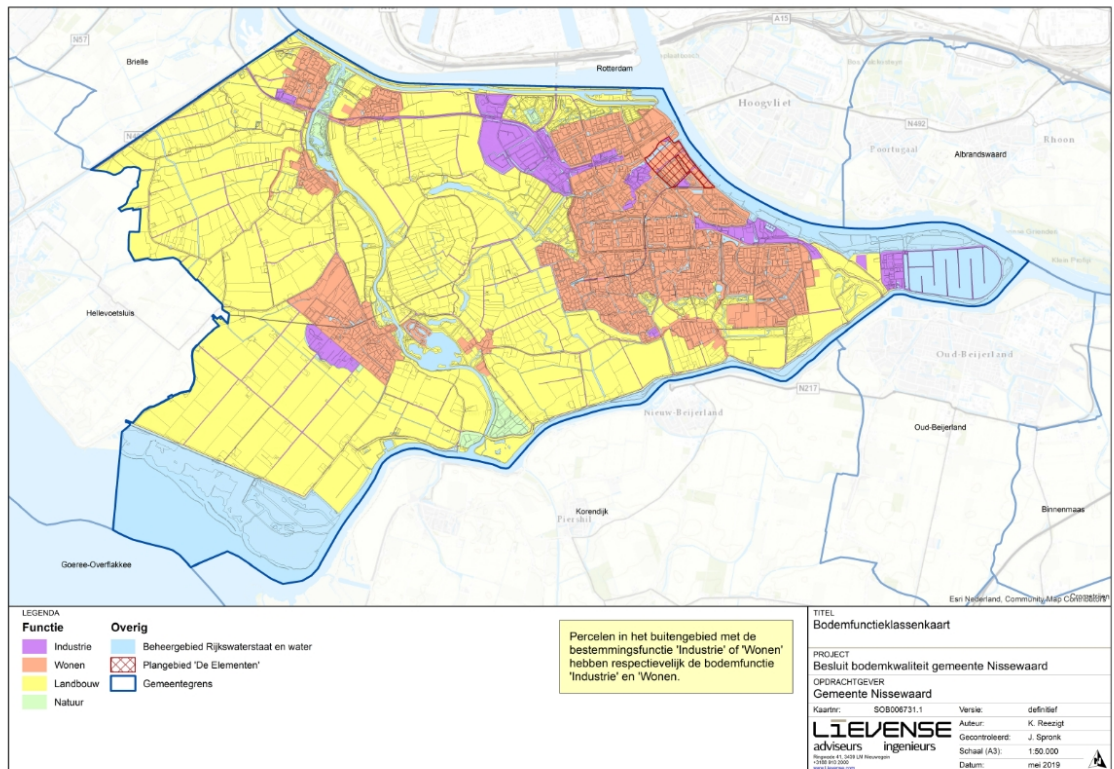 A15
N57
Brielle
Rotterdam
Hoogvliet
N492
Rhoon
Poortugaal
Albrandswaard
Hellevoetsluis
Oud-Beijerland
N217
Nieuw-Beijerland
Oud-Beijerland
Korendijk
Piershil
Binnenmaas
Goeree-Overflakkee
Esri Nederland, Community Map Contributors
LEGENDA
Functie
Overig
Industrie
Beheergebied Rijkswaterstaat en water
Wonen
Plangebied 'De Elementen'
Landbouw
Gemeentegrens
Natuur
Percelen in het buitengebied met de
bestemmingsfunctie 'Industrie' of 'Wonen'
hebben respectievelijk de bodemfunctie
'Industrie' en 'Wonen.
TITEL
Bodemfunctieklassenkaart
PROJECT
Besluit bodemkwaliteit gemeente Nissewaard
OPDRACHTGEVER
Gemeente Nissewaard
Kaartnr: SOB006731.1 Versie: definitief
LIEVENSE
adviseurs ingenieurs
Auteur: K. Reezigt
Gecontroleerd: J. Spronk
Schaal (A3): 1:50.000
Datum: mei 2019